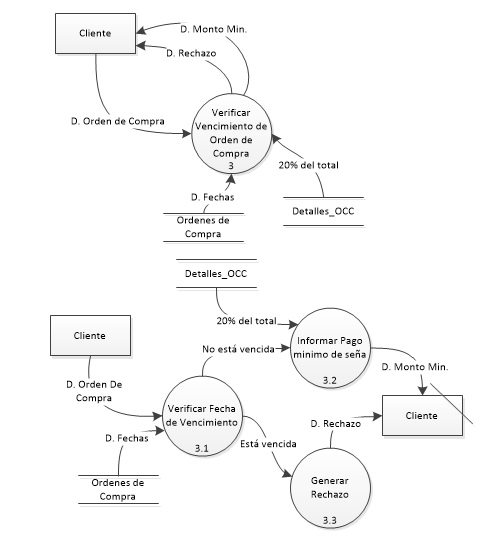 Cliente
D. Monto Min.
D. Rechazo
D. Orden de Compra
Verificar
Vencimiento de
Orden de
Compra
3
20% del total
D. Fechas
Ordenes de
Compra
Detalles_OCC
Detalles_OCC
20% del total
Cliente
No está vencida
Informar Pago
minimo de seña
3.2
D. Monto Min.
D. Orden De
Compra
Verificar Fecha
de Vencimiento
3.1
D. Fechas
Ordenes de
Compra
Está vencida
D. Rechazo
Cliente
Generar
Rechazo
3.3